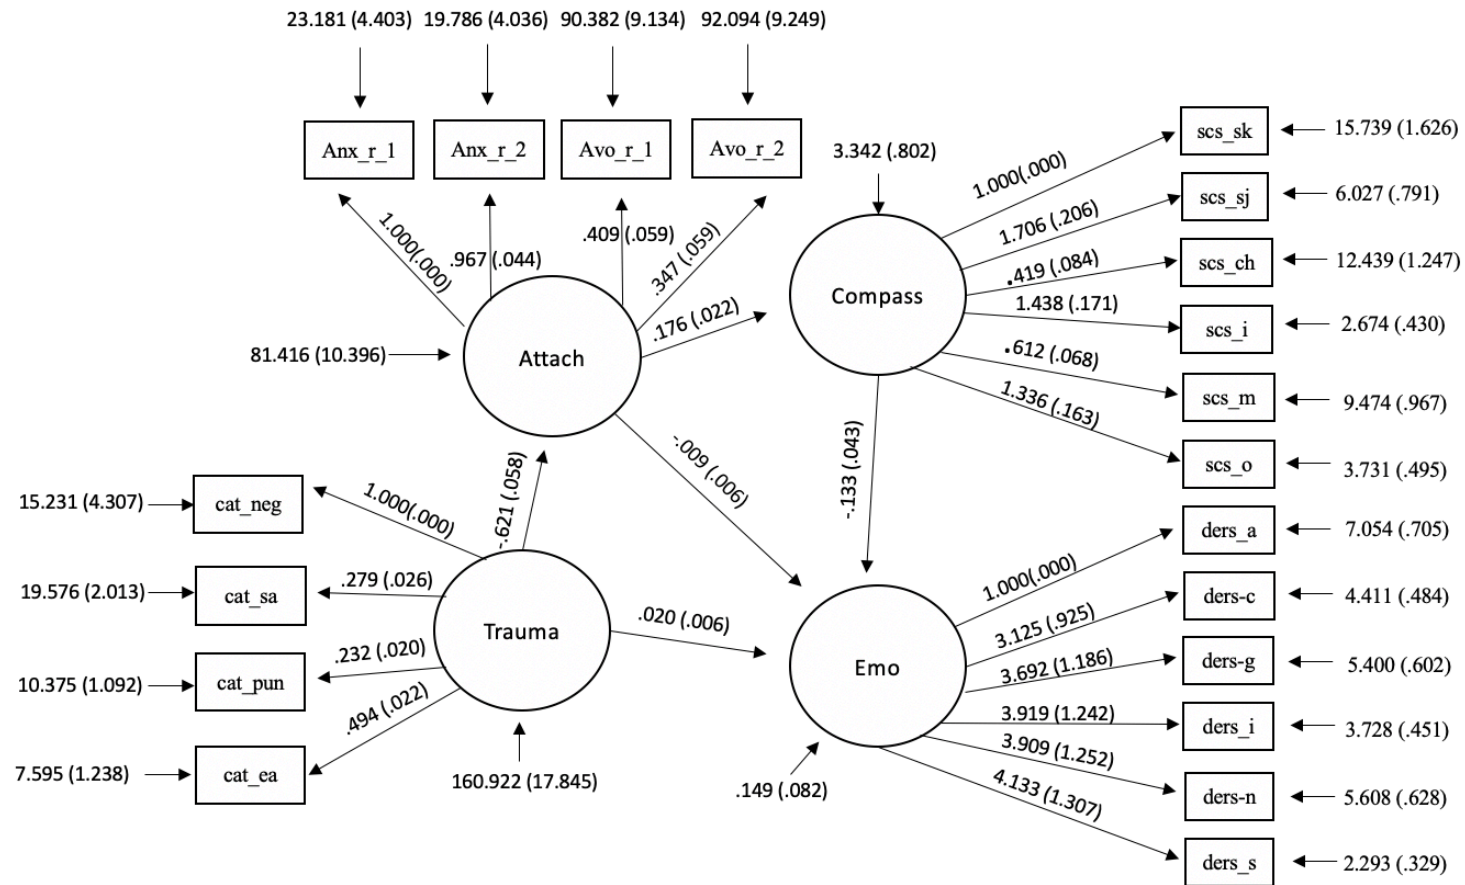 23.181 (4.403) 19.786 (4.036) 90.382 (9.134) 92.094 (9.249)
Anx_r_1 Anx_r_2 Avo_r_1 Avo_r_2
1.000(.000)
.967 (.044)
.409 (.059)
.347 (.059)
.176 (.022)
81.416 (10.396)
Attach
3.342 (.802)
Compass
1.000(.000)
scs_sk
15.739 (1.626)
1.706 (.206)
scs_sj
6.027 (.791)
.419 (.084)
scs_ch
12.439 (1.247)
1.438 (.171)
scs_i
2.674 (.430)
.612 (.068)
scs_m
9.474 (.967)
1.336 (.163)
scs_o
3.731 (.495)
-.621 (.058)
-.009 (.006)
-.133 (.043)
15.231 (4.307)
cat_neg
1.000(.000)
19.576 (2.013)
cat_sa
.279 (.026)
10.375 (1.092)
cat_pun
.232 (.020)
7.595 (1.238)
cat_ea
.494 (.022)
Trauma
160.922 (17.845)
.020 (.006)
Emo
.149 (.082)
1.000(.000)
ders_a
7.054 (.705)
3.125 (.925)
ders-c
4.411 (.484)
3.692 (1.186)
ders-g
5.400 (.602)
3.919 (1.242)
ders_i
3.728 (.451)
3.909 (1.252)
ders-n
5.608 (.628)
4.133 (1.307)
ders_s
2.293 (.329)